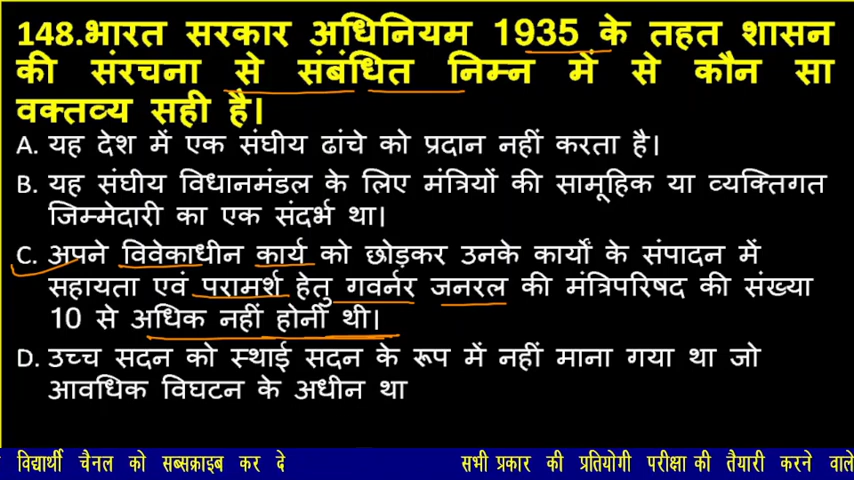 148.भारत सरकार अधिनियम 1935 के तहत शासन
की संरचना से संबंधित निम्न में से कौन सा
वक्तव्य सही है।
A. यह देश में एक संघीय ढांचे को प्रदान नहीं करता है।
B. यह संघीय विधानमंडल के लिए मंत्रियों की सामूहिक या व्यक्तिगत
जिम्मेदारी का एक संदर्भ था।
C. अपने विवेकाधीन कार्य को छोड़कर उनके कार्यों के संपादन में
सहायता एवं परामर्श हेतु गवर्नर जनरल की मंत्रिपरिषद की संख्या
10 से अधिक नहीं होनी थी।
D. उच्च सदन को स्थाई सदन के रूप में नहीं माना गया था जो
आवधिक विघटन के अधीन था
विद्यार्थी चैनल को सब्सक्राइब कर दे सभी प्रकार की प्रतियोगी परीक्षा की तैयारी करने वाले